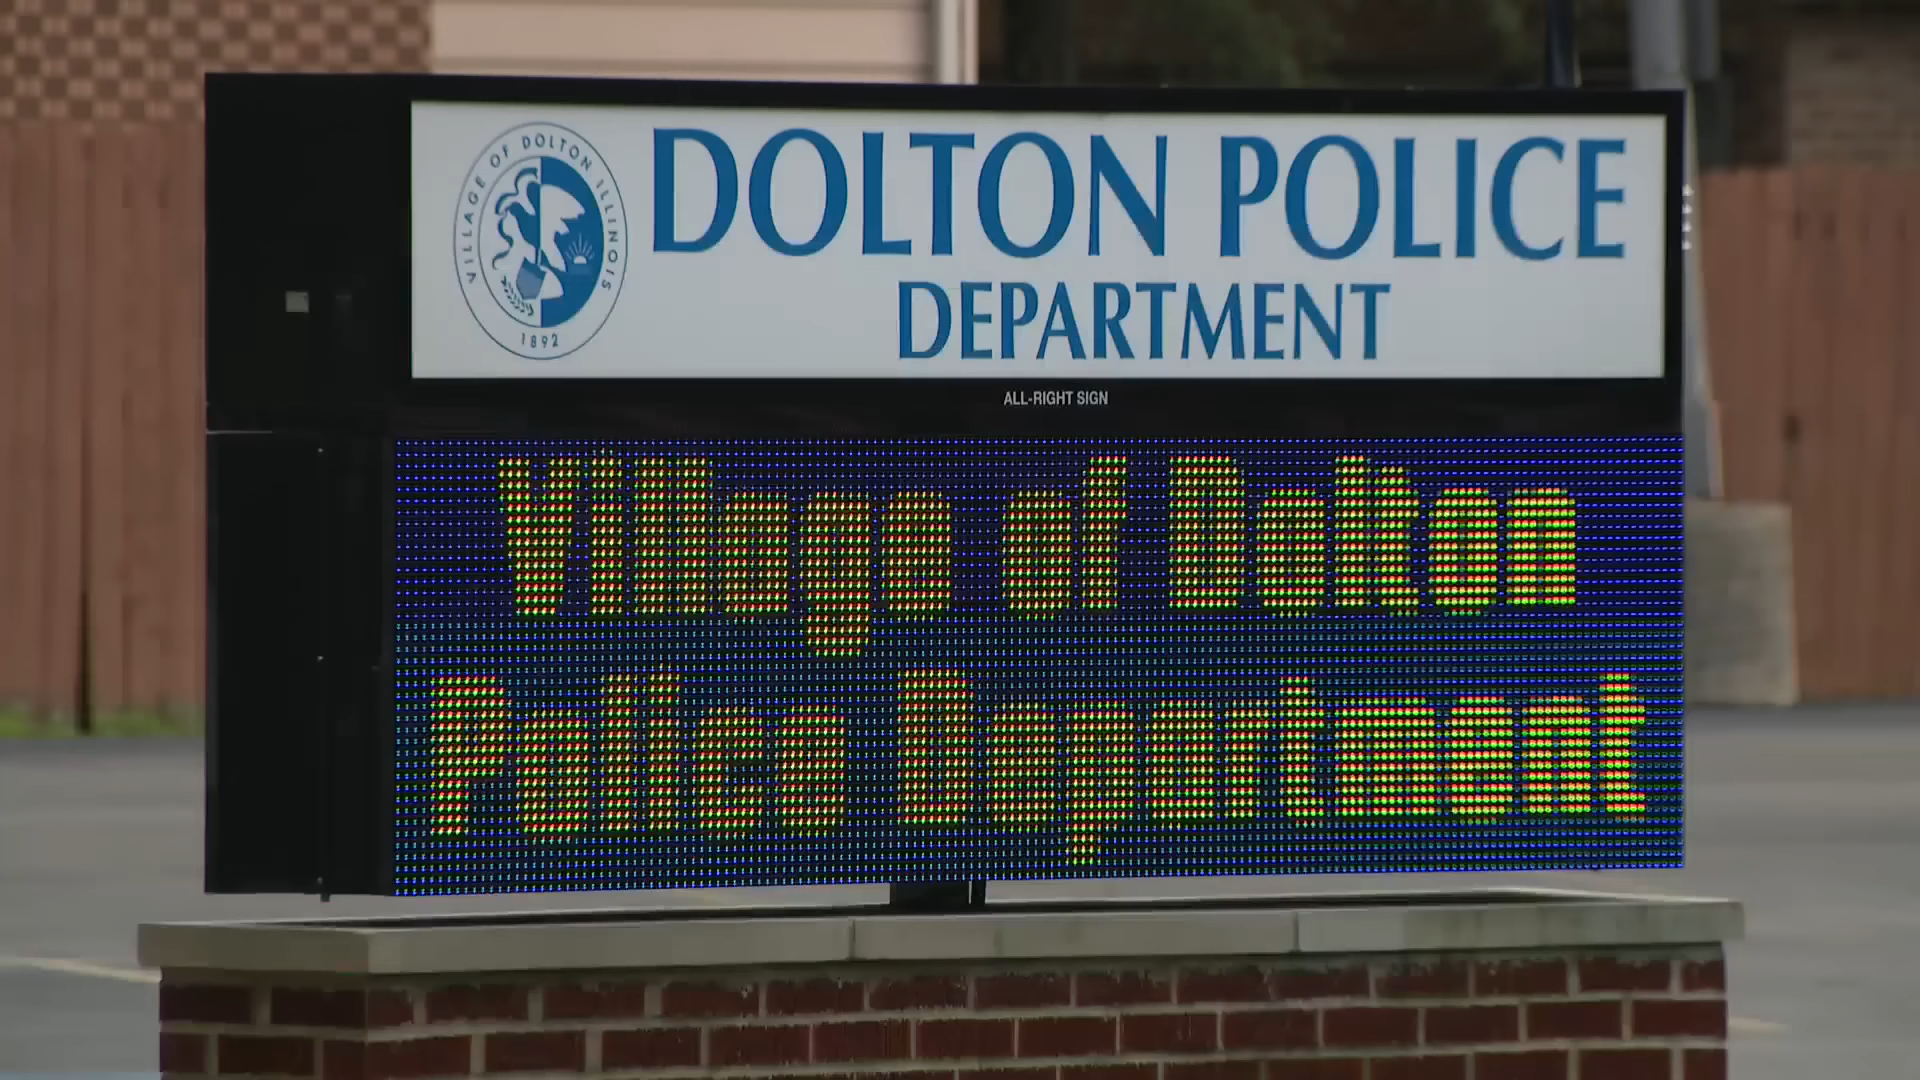 VILLAGE OF DOLTON ILLINOIS
1892
DOLTON POLICE
DEPARTMENT
ALL-RIGHT SIGN
Village of Dolton
Police Department